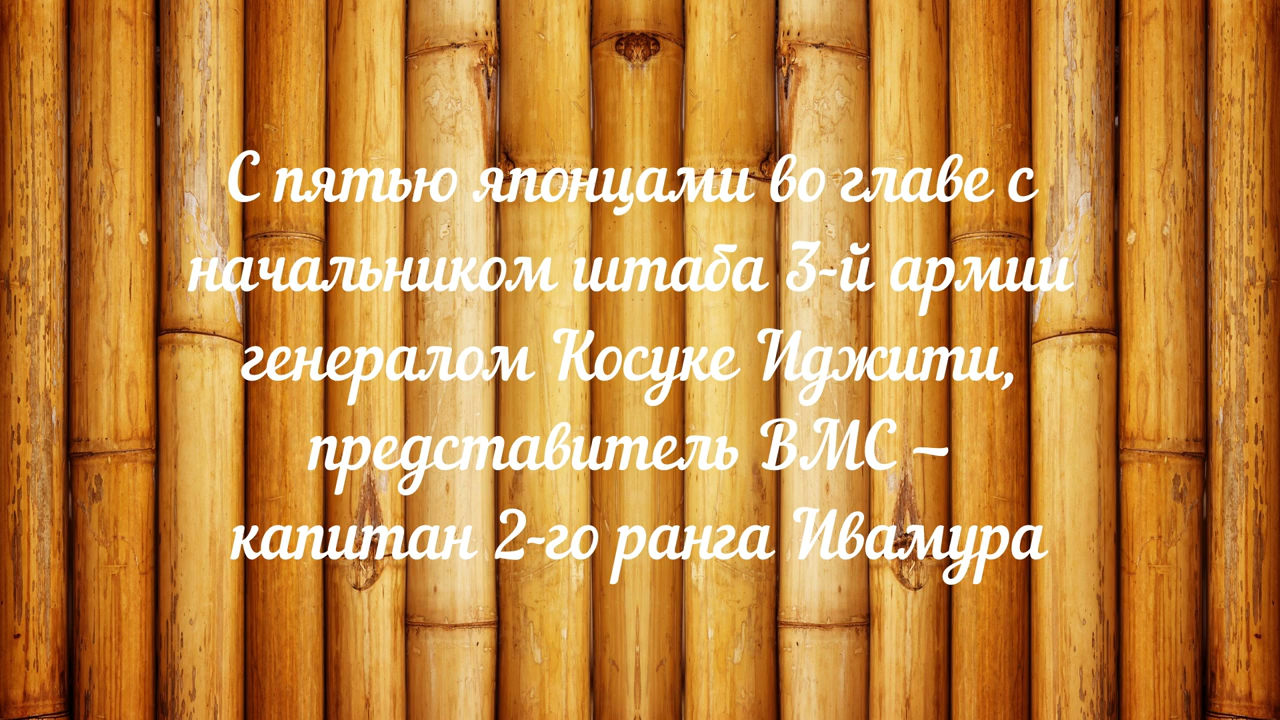 С пятью японцами во главе с
начальником штаба 3-й армии
генералом Косуке Иджити,
представитель ВМС –
капитан 2-го ранга Ивамура